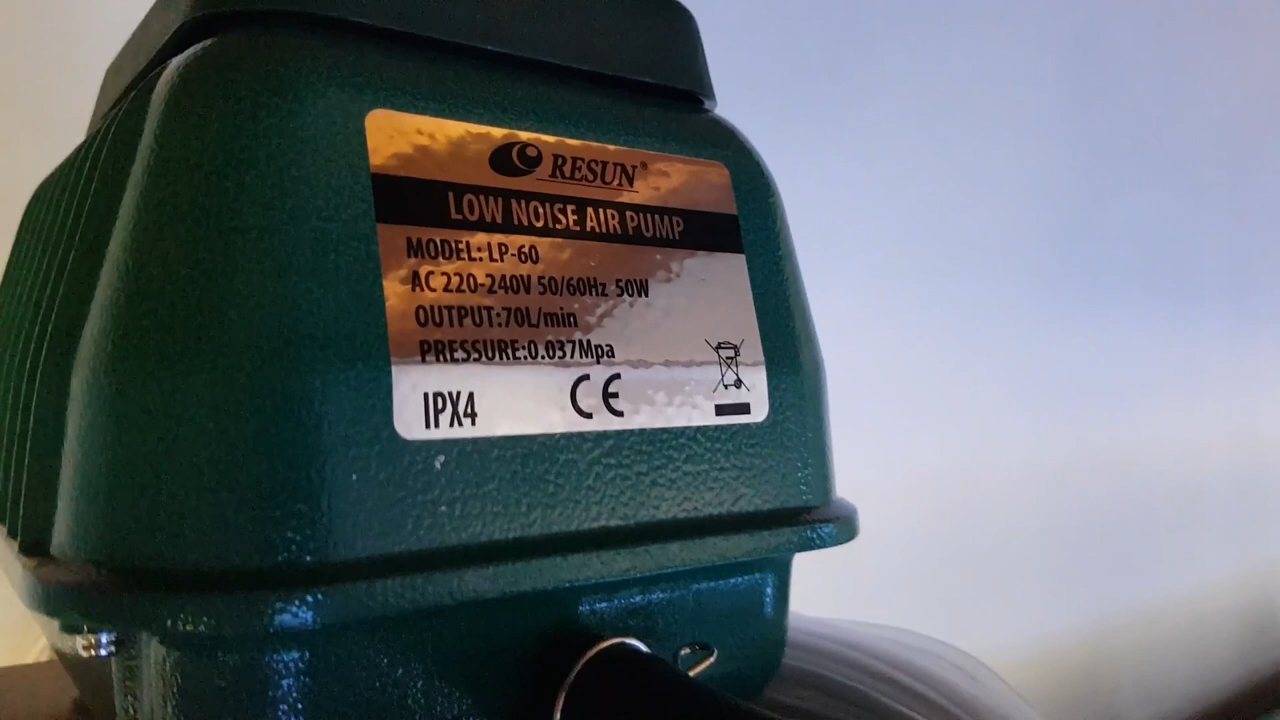 RESUN®
LOW NOISE AIR PUMP
MODEL: LP-60
AC 220-240V 50/60Hz 50W
OUTPUT:70L/min
PRESSURE:0.037Mpa
IPX4
CE